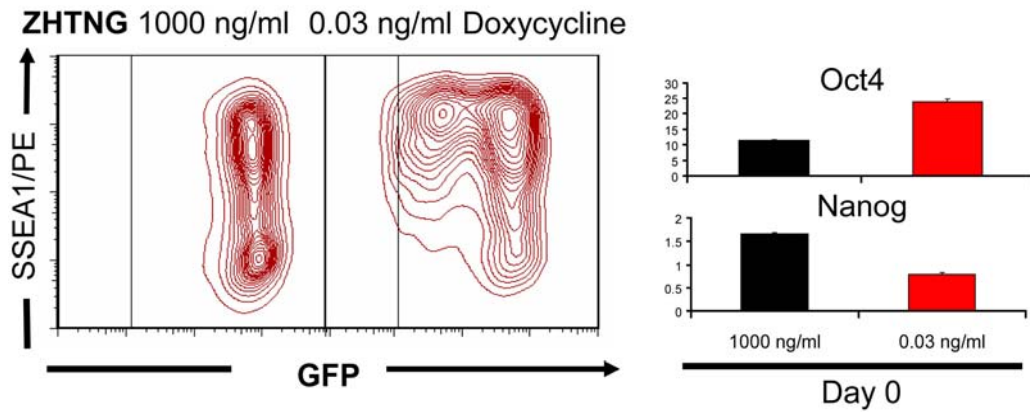 ZHTNG 1000 ng/ml 0.03 ng/ml Doxycycline
SSEA1/PE
GFP
Oct4
30
25
20
15
10
5
0
Nanog
2
1.5
1
0.5
0
1000 ng/ml 0.03 ng/ml
Day 0